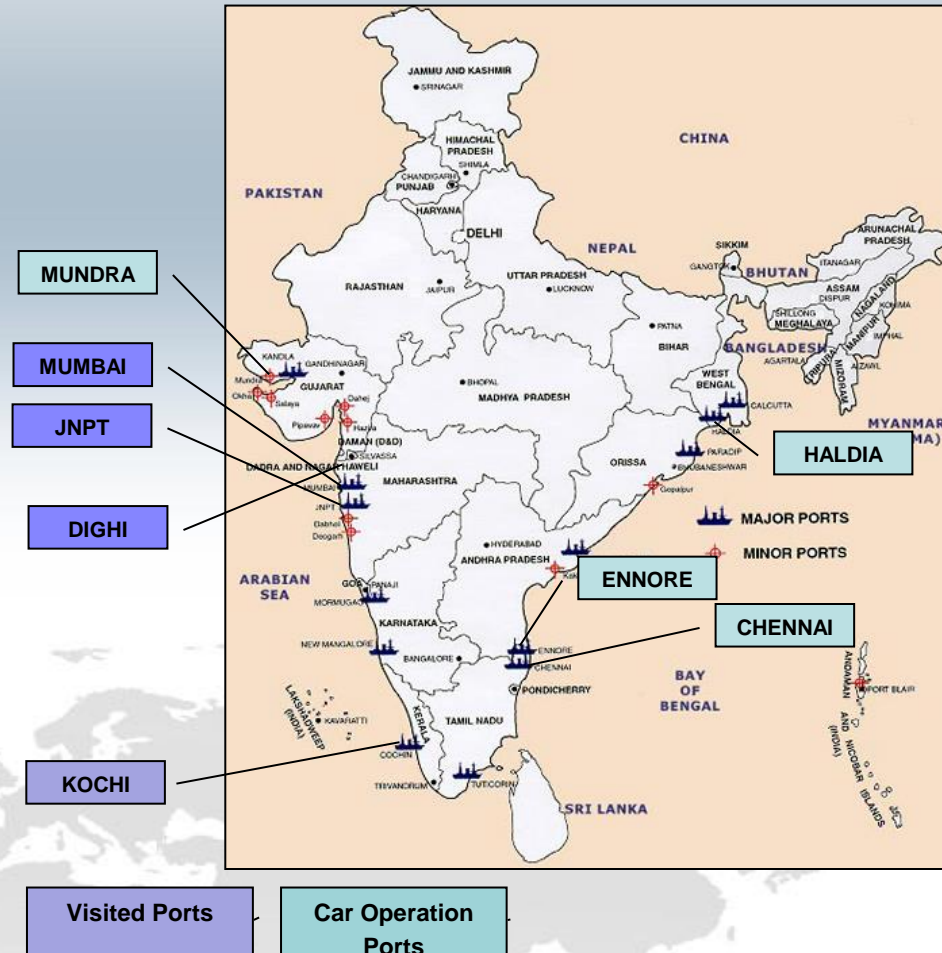 JAMMU AND KASHMIR
SRINAGAR
HIMACHAL
PRADESH
SHIMLA
CHINA
CHANDIGARH
PUNJAB
PAKISTAN
HARYANA
DELHI
ARUNACHAL
PRADESH
NEPAL
SIKKIM
ITANAGAR
MUNDRA
GANGTOK
BHUTAN
RAJASTHAN
JAIPUR
UTTAR PRADESH
LUCKNOW
ASSAM
DISPUR
NAGALAND
KOHIMA
SHILLONG
MEGHALAYA
MANIPUR
IMPHAL
PATNA
BIHAR
BANGLADESH
AGARTALA
TRIPURA
MIZORAM
AIZAWL
MUMBAI
KANDLA
GANDHINAGAR
Mundra
GUJARAT
Okha
Salaya
Dahej
BHOPAL
MADHYA PRADESH
WEST
BENGAL
CALCUTTA
Pipavav
Hazira
HALDIA
MYANMAR
MA)
JNPT
DAMAN (D&D)
SILVASSA
DADRA AND NAGAR HAWELI
ORISSA
PARADIP
BHUBANESHWAR
HALDIA
MUMBAI
MAHARASHTRA
JNPT
Gopalpur
DIGHI
Dabhol
Deogarh
MAJOR PORTS
HYDERABAD
ANDHRA PRADESH
MINOR PORTS
Kak
ENNORE
ARABIAN
SEA
GOA
PANAJI
MORMUGAO
KARNATAKA
CHENNAI
NEW MANGALORE
BANGALORE
ENNORE
CHENNAI
BAY
OF
BENGAL
PONDICHERRY
PORT BLAIR
ANDAMAN AND NICOBAR ISLANDS
(INDIA)
LAKSHADWEEP
(INDIA)
KAVARATTI
KERALA
TAMIL NADU
COCHIN
KOCHI
TRIVANDRUM
TUTICORIN
SRI LANKA
Visited Ports
Car Operation
Ports